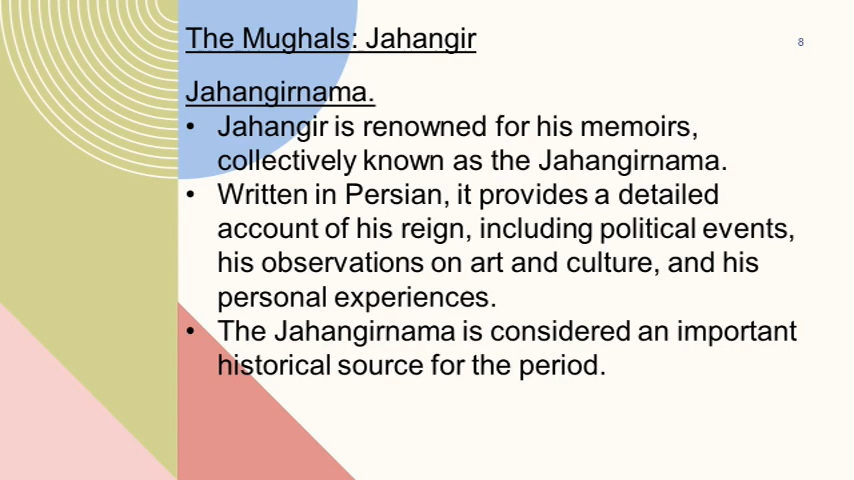 The Mughals: Jahangir
8
Jahangirnama.
• Jahangir is renowned for his memoirs,
collectively known as the Jahangirnama.
• Written in Persian, it provides a detailed
account of his reign, including political events,
his observations on art and culture, and his
personal experiences.
• The Jahangirnama is considered an important
historical source for the period.